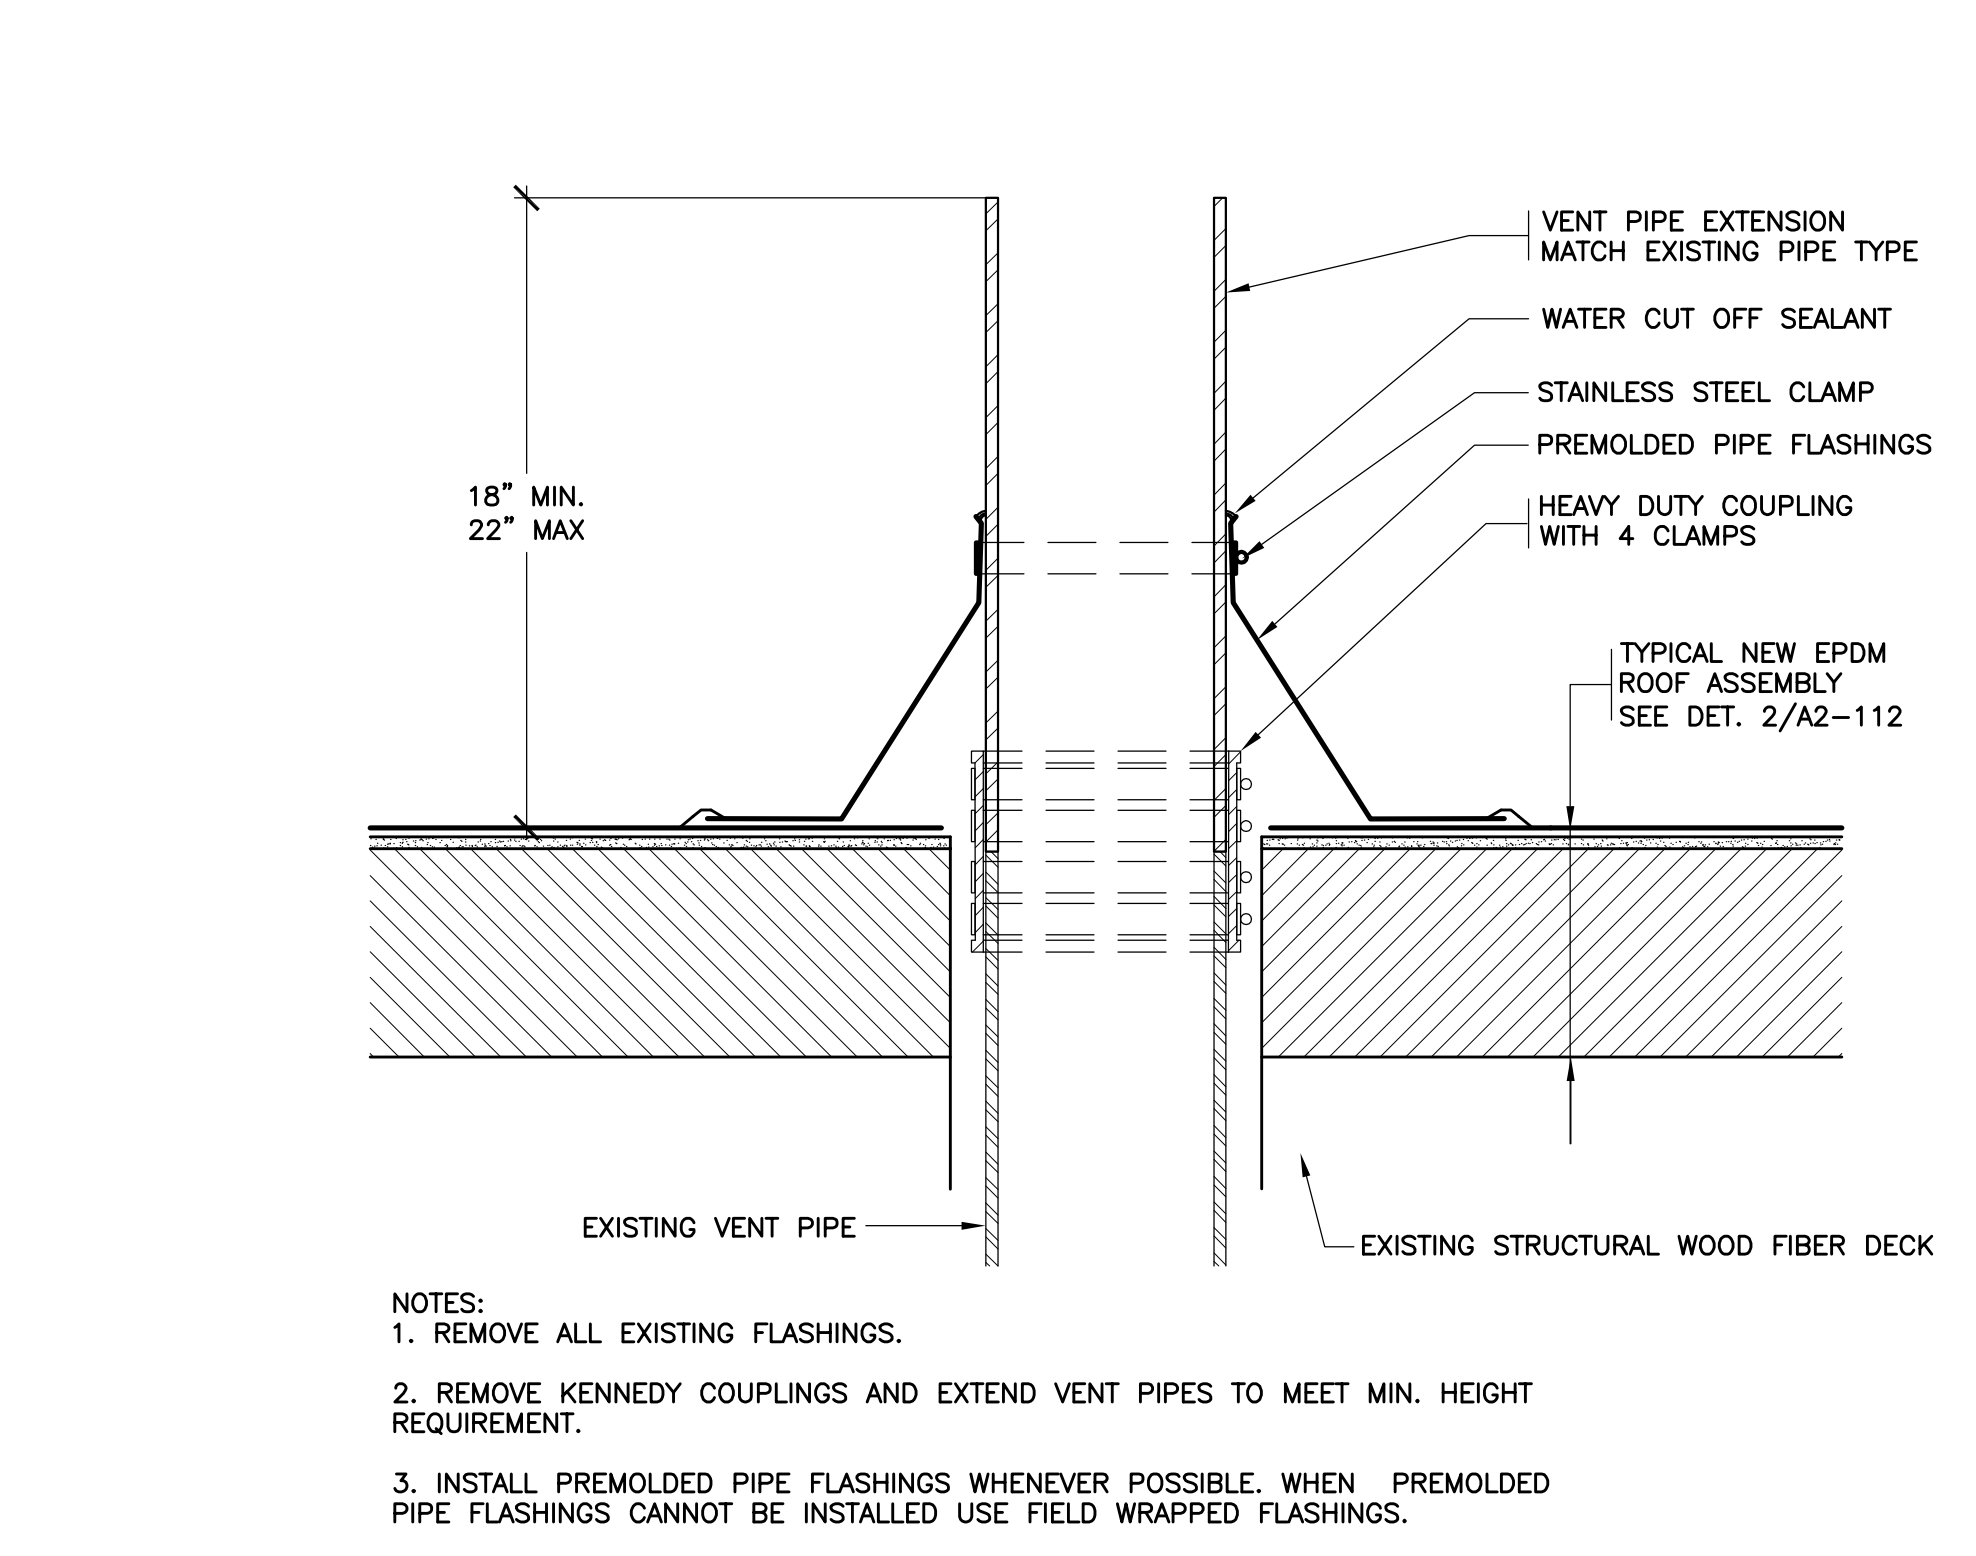 VENT PIPE EXTENSION
MATCH EXISTING PIPE TYPE
WATER CUT OFF SEALANT
STAINLESS STEEL CLAMP
PREMOLDED PIPE FLASHINGS
HEAVY DUTY COUPLING
WITH 4 CLAMPS
18" MIN.
22" MAX
TYPICAL NEW EPDM
ROOF ASSEMBLY
SEE DET. 2/A2-112
EXISTING VENT PIPE
EXISTING STRUCTURAL WOOD FIBER DECK
NOTES:
1. REMOVE ALL EXISTING FLASHINGS.
2. REMOVE KENNEDY COUPLINGS AND EXTEND VENT PIPES TO MEET MIN. HEIGHT
REQUIREMENT.
3. INSTALL PREMOLDED PIPE FLASHINGS WHENEVER POSSIBLE. WHEN PREMOLDED
PIPE FLASHINGS CANNOT BE INSTALLED USE FIELD WRAPPED FLASHINGS.